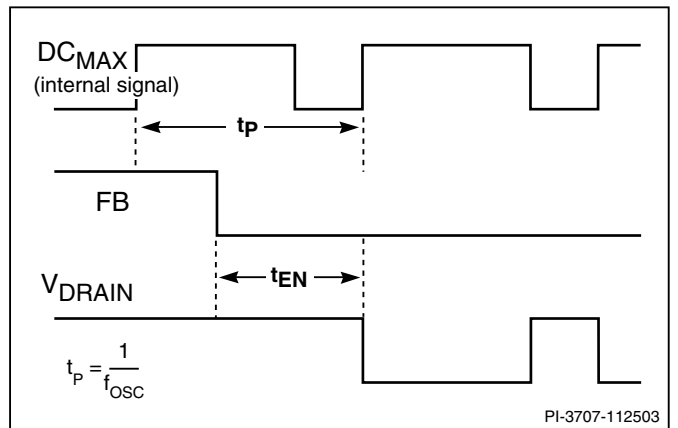 DCMAX
(internal signal)
tP
FB
tEN
VDRAIN
tP = 1
fOSC
PI-3707-112503